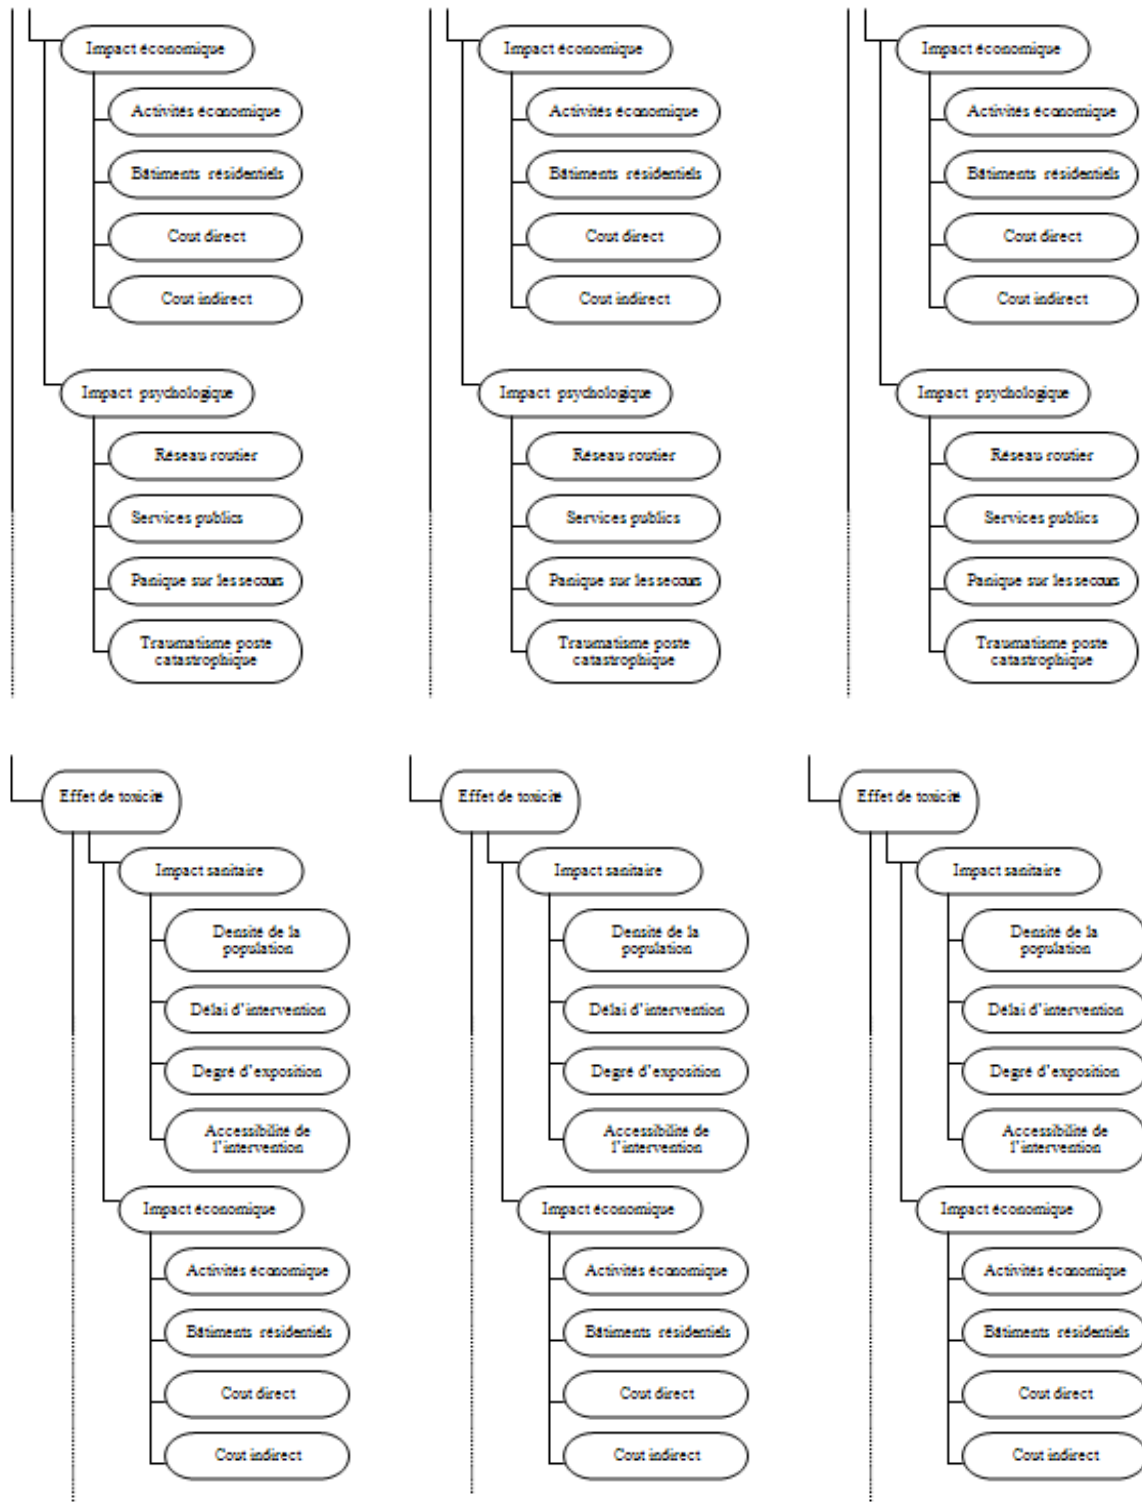 Impact économique
Activités économique
Bâtiments résidentiels
Cout direct
Cout indirect
Impact psychologique
Réseau routier
Services publics
Panique sur les secours
Traumatisme poste
catastrophique
Impact économique
Activités économique
Bâtiments résidentiels
Cout direct
Cout indirect
Impact psychologique
Réseau routier
Services publics
Panique sur les secours
Traumatisme poste
catastrophique
Impact économique
Activités économique
Bâtiments résidentiels
Cout direct
Cout indirect
Impact psychologique
Réseau routier
Services publics
Panique sur les secours
Traumatisme poste
catastrophique
Effet de toxicité
Impact sanitaire
Densité de la
population
Délai d'intervention
Degré d'exposition
Accessibilité de
l'intervention
Impact économique
Activités économique
Bâtiments résidentiels
Cout direct
Cout indirect
Effet de toxicité
Impact sanitaire
Densité de la
population
Délai d'intervention
Degré d'exposition
Accessibilité de
l'intervention
Impact économique
Activités économique
Bâtiments résidentiels
Cout direct
Cout indirect
Effet de toxicité
Impact sanitaire
Densité de la
population
Délai d'intervention
Degré d'exposition
Accessibilité de
l'intervention
Impact économique
Activités économique
Bâtiments résidentiels
Cout direct
Cout indirect